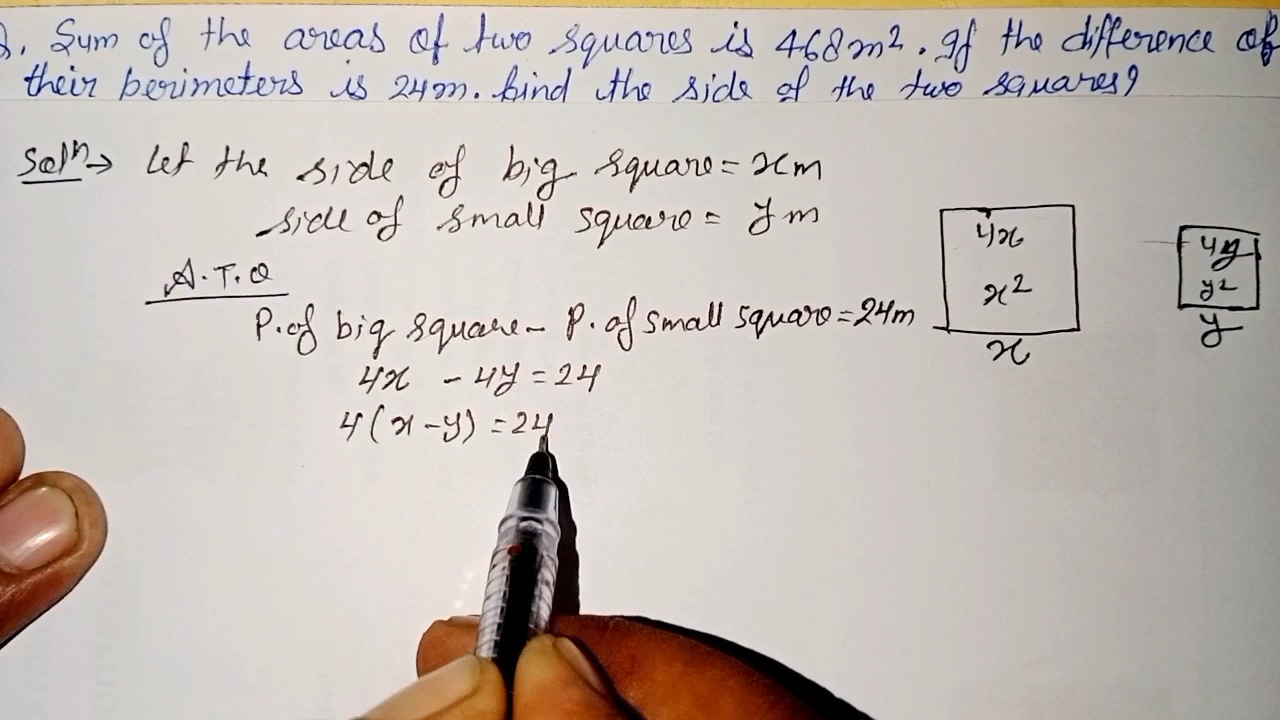 Q. Sum of the areas of two squares is 468m². If the difference of
their perimeters is 24m. find the side of the two squares?
Solⁿ→ let the side of big square = xm
side of small square = ym
A.T.Q
P. of big square - P. of small square = 24m
4x - 4y = 24
4(x-y) = 24
4x
x²
x
4y
y²
y